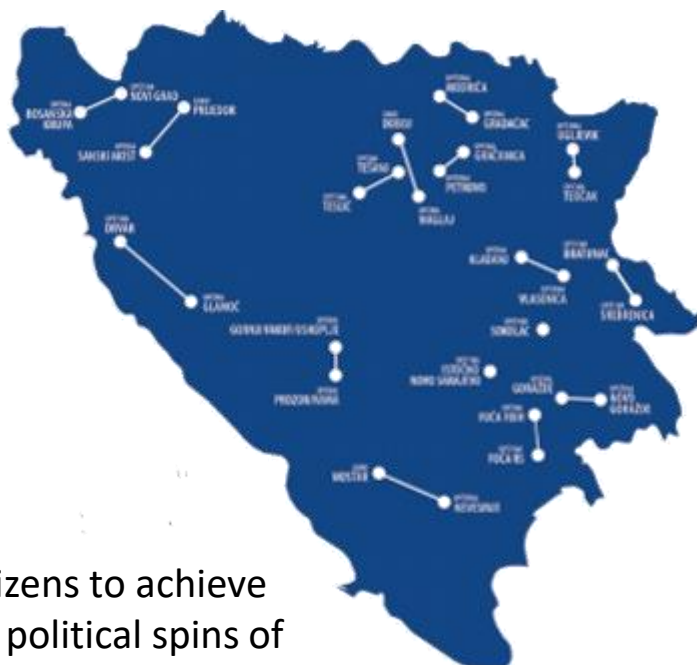 NOVI GRAD
BOSANSKA
KRUPA
PRIJEDOR
SANSKI MOST
MODRIČA
GRADAČAC
DOBOJ
GRAČANICA
PETROVO
TEŠANJ
TESLIĆ
MAGLAJ
UGLJEVIK
TEOČAK
DRVAR
GLAMOČ
KLADANJ
VLASENICA
BRATUNAC
SREBRENICA
SOKOLAC
GORNJI VAKUF/USKOPLJE
PROZOR/RAMA
ISTOČNO
NOVO SARAJEVO
GORAŽDE
NOVO
GORAŽDE
FOČA FBIH
FOČA RS
MOSTAR
NEVESINJE
izens to achieve
political spins of